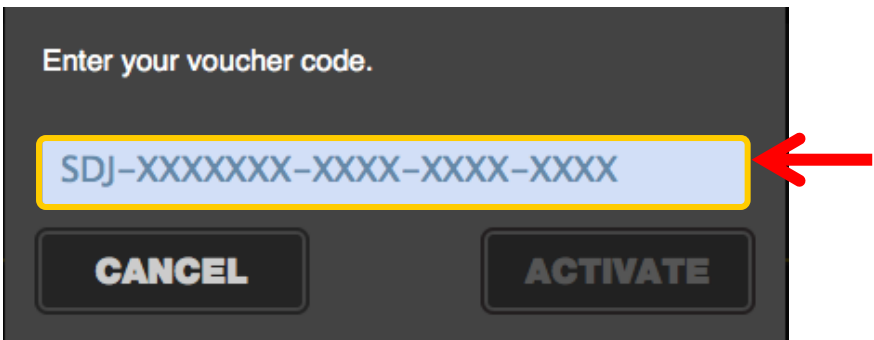 Enter your voucher code.
SDJ-XXXXXXX-XXXX-XXXX-XXXX
CANCEL ACTIVATE